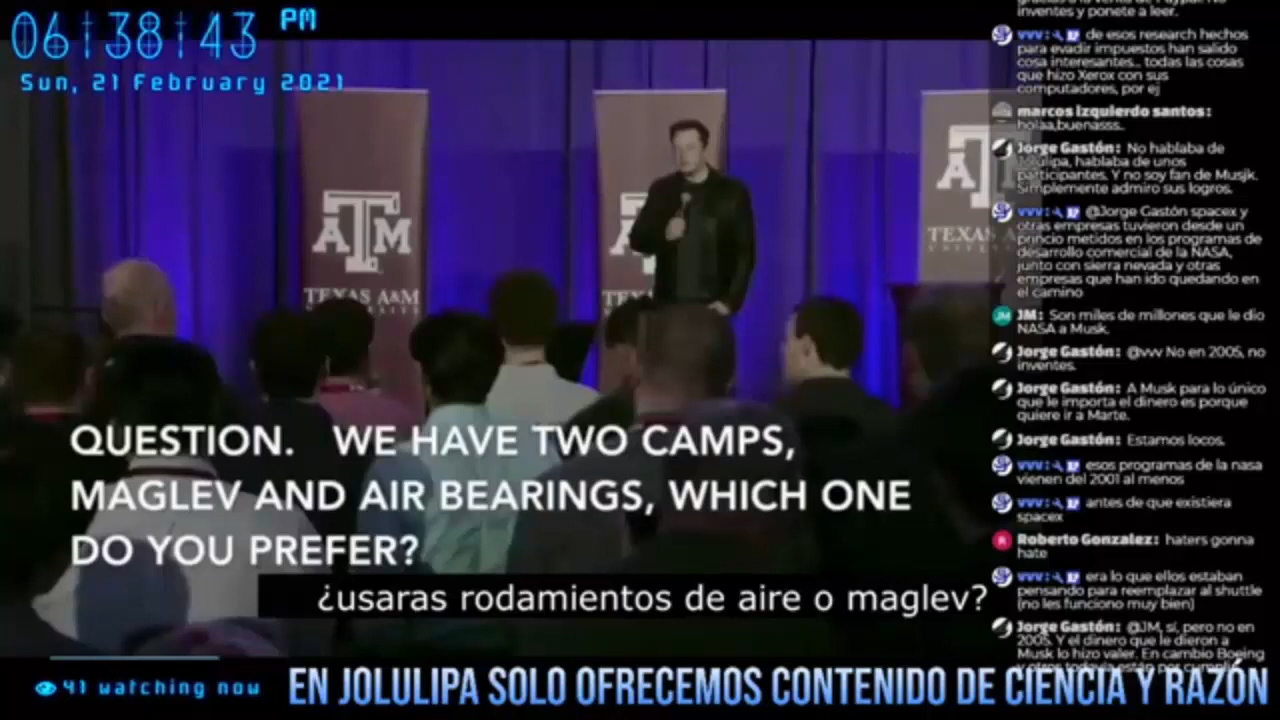 06:38:43 PM
Sun, 21 February 2021
ATM
TEXAS A&M
ATM
ATM
TEXAS A
QUESTION. WE HAVE TWO CAMPS,
MAGLEV AND AIR BEARINGS, WHICH ONE
DO YOU PREFER?
¿usaras rodamientos de aire o maglev?
41 watching now
EN JOLULIPA SOLO OFRECEMOS CONTENIDO DE CIENCIA Y RAZÓN
inventes y ponete a leer.
vvv: de esos research hechos
para evadir impuestos han salido
cosa interesantes... todas las cosas
que hizo Xerox con sus
computadores, por ej
marcos izquierdo santos:
holaa,buenasss..
Jorge Gastón: No hablaba de
Jolulipa, hablaba de unos
participantes. Y no soy fan de Musjk.
Simplemente admiro sus logros.
vvv: @Jorge Gastón spacex y
otras empresas tuvieron desde un
princio metidos en los programas de
desarrollo comercial de la NASA,
junto con sierra nevada y otras
empresas que han ido quedando en
el camino
JM: Son miles de millones que le dio
NASA a Musk.
Jorge Gastón: @vvv No en 2005, no
inventes.
Jorge Gastón: A Musk para lo único
que le importa el dinero es porque
quiere ir a Marte.
Jorge Gastón: Estamos locos.
vvv: esos programas de la nasa
vienen del 2001 al menos
vvv: antes de que existiera
spacex
Roberto Gonzalez: haters gonna
hate
vvv: era lo que ellos estaban
pensando para reemplazar al shuttle
(no les funciono muy bien)
Jorge Gastón: @JM, sí, pero no en
2005. Y el dinero que le dieron a
Musk lo hizo valer. En cambio Boeing